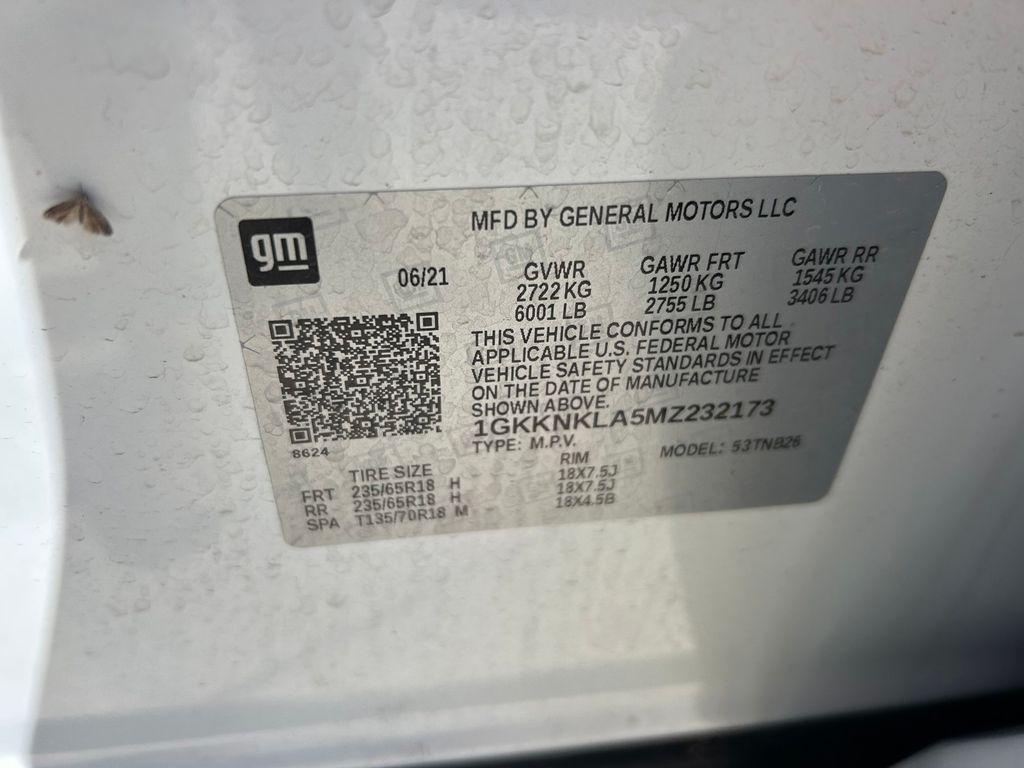 gm
MFD BY GENERAL MOTORS LLC
06/21
GVWR
2722 KG
6001 LB
GAWR FRT
1250 KG
2755 LB
GAWR RR
1545 KG
3406 LB
THIS VEHICLE CONFORMS TO ALL
APPLICABLE U.S. FEDERAL MOTOR
VEHICLE SAFETY STANDARDS IN EFFECT
ON THE DATE OF MANUFACTURE
SHOWN ABOVE.
1GKKNKLA5MZ232173
TYPE: M.P.V. MODEL: 53TNB26
8624
TIRE SIZE RIM
FRT 235/65R18 H 18X7.5J
RR 235/65R18 H 18X7.5J
SPA T135/70R18 M 18X4.5B